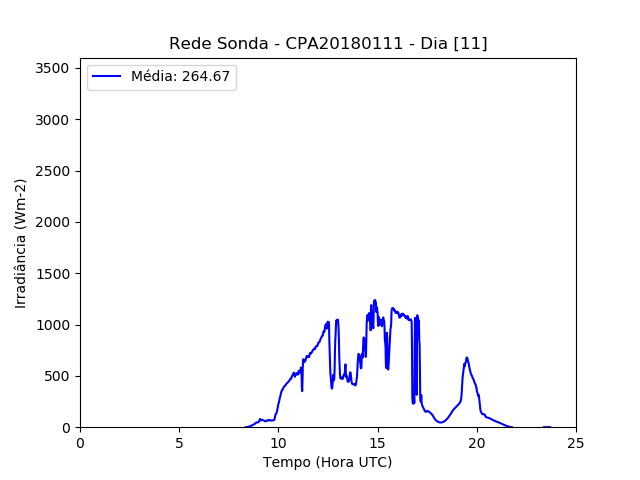 Rede Sonda - CPA20180111 - Dia [11]
Média: 264.67
3500
3000
2500
2000
1500
1000
500
0
Irradiância (Wm-2)
0 5 10 15 20 25
Tempo (Hora UTC)